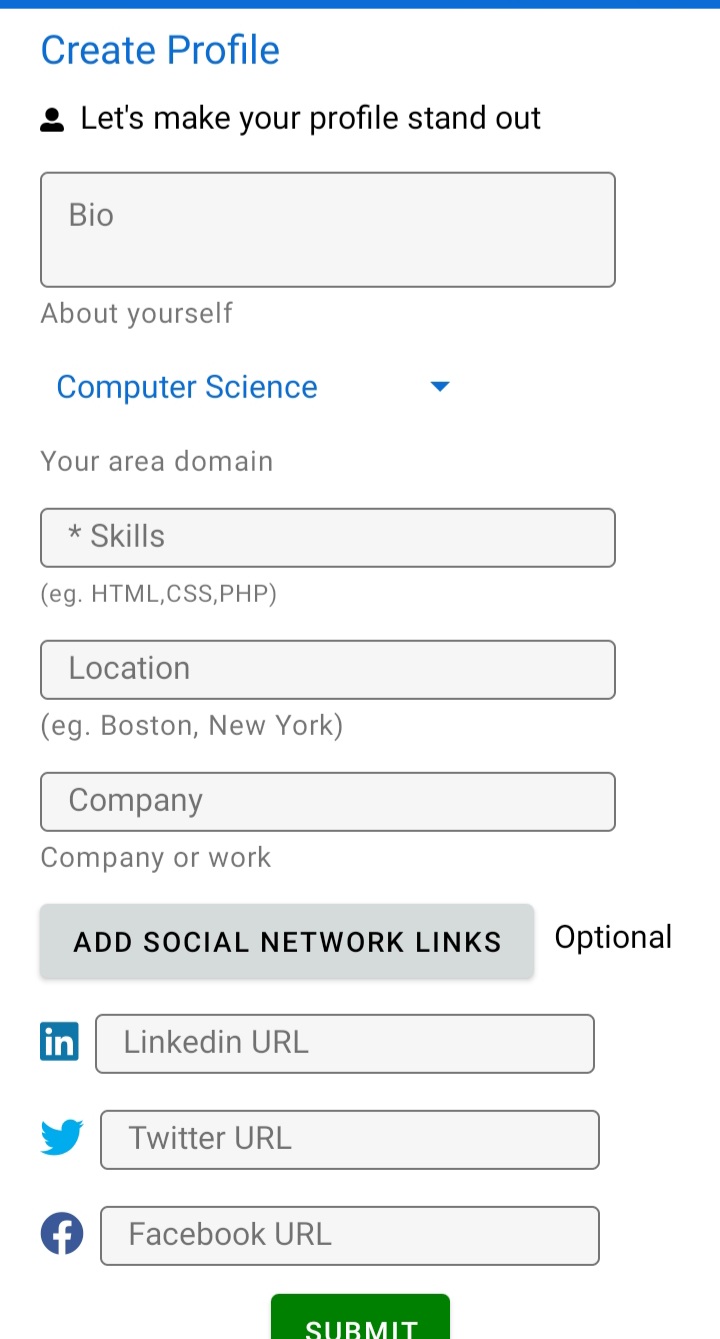 Create Profile
Let's make your profile stand out
Bio
About yourself
Computer Science
Your area domain
* Skills
(eg. HTML,CSS,PHP)
Location
(eg. Boston, New York)
Company
Company or work
ADD SOCIAL NETWORK LINKS Optional
in Linkedin URL
Twitter URL
f Facebook URL
SUBMIT